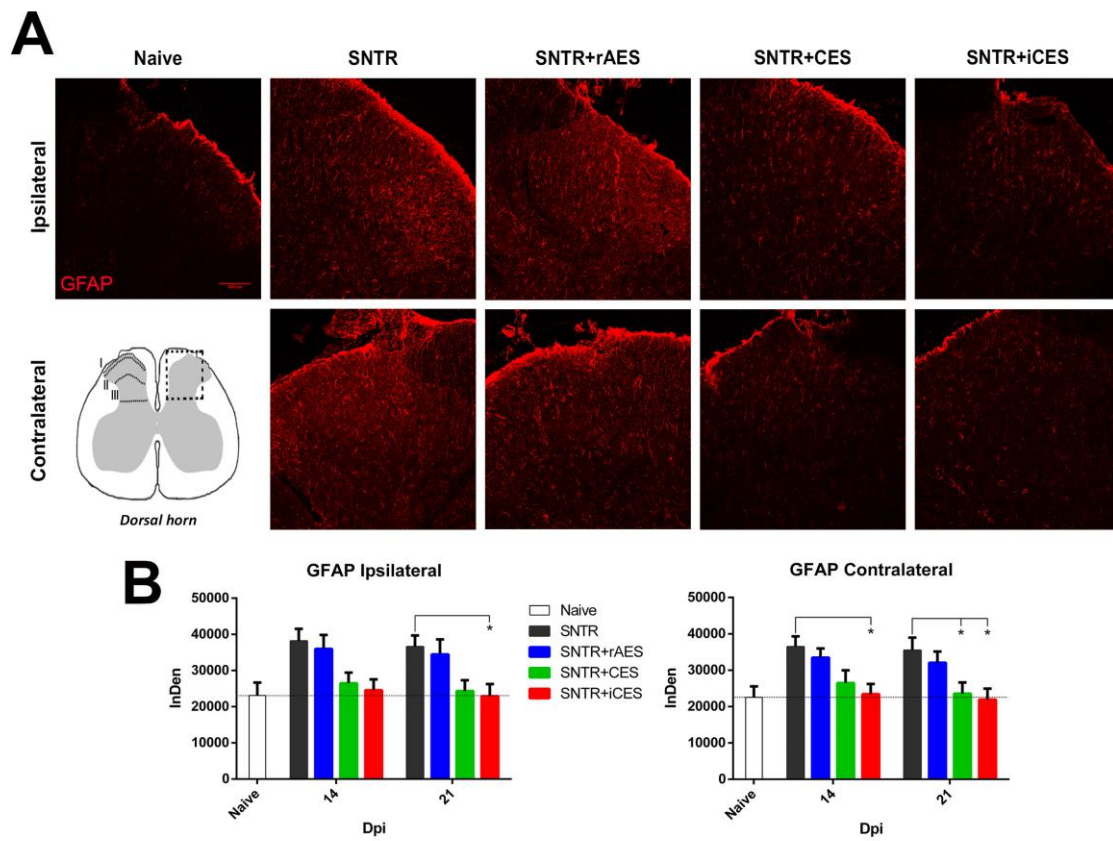 A
Naive SNTR SNTR+rAES SNTR+CES SNTR+iCES
Ipsilateral
GFAP
Contralateral
I
II
III
Dorsal horn
B
GFAP Ipsilateral
50000
40000
30000
20000
10000
0
InDen
* 
Naive 14 21
Dpi
Naive
SNTR
SNTR+rAES
SNTR+CES
SNTR+iCES
GFAP Contralateral
50000
40000
30000
20000
10000
0
InDen
* * *
Naive 14 21
Dpi